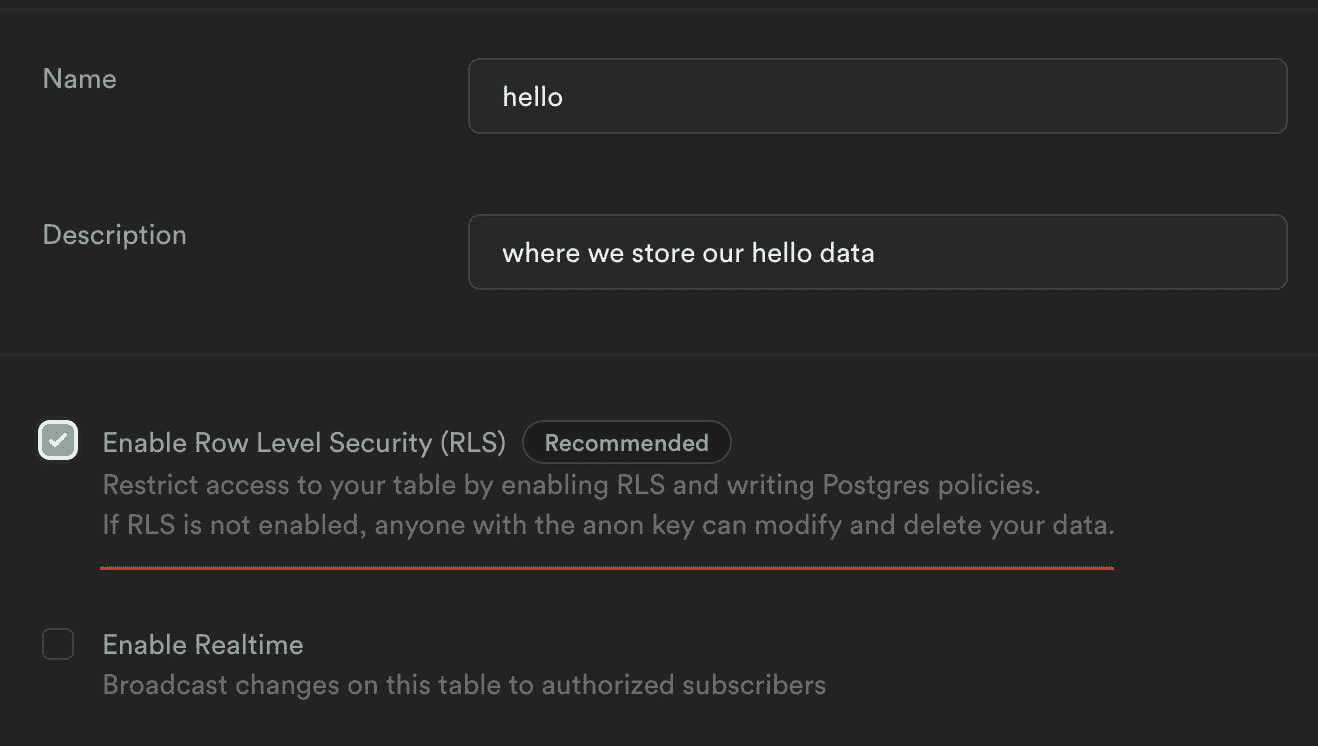 Name
hello
Description
where we store our hello data
Enable Row Level Security (RLS) Recommended
Restrict access to your table by enabling RLS and writing Postgres policies.
If RLS is not enabled, anyone with the anon key can modify and delete your data.
Enable Realtime
Broadcast changes on this table to authorized subscribers